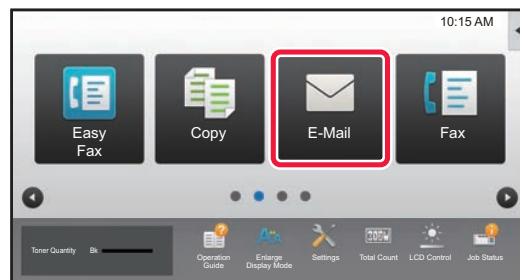 10:15 AM
Easy
Fax
Copy
E-Mail
Fax
Toner Quantity Bk
Operation
Guide
Enlarge
Display Mode
Settings
Total Count
LCD Control
Job Status